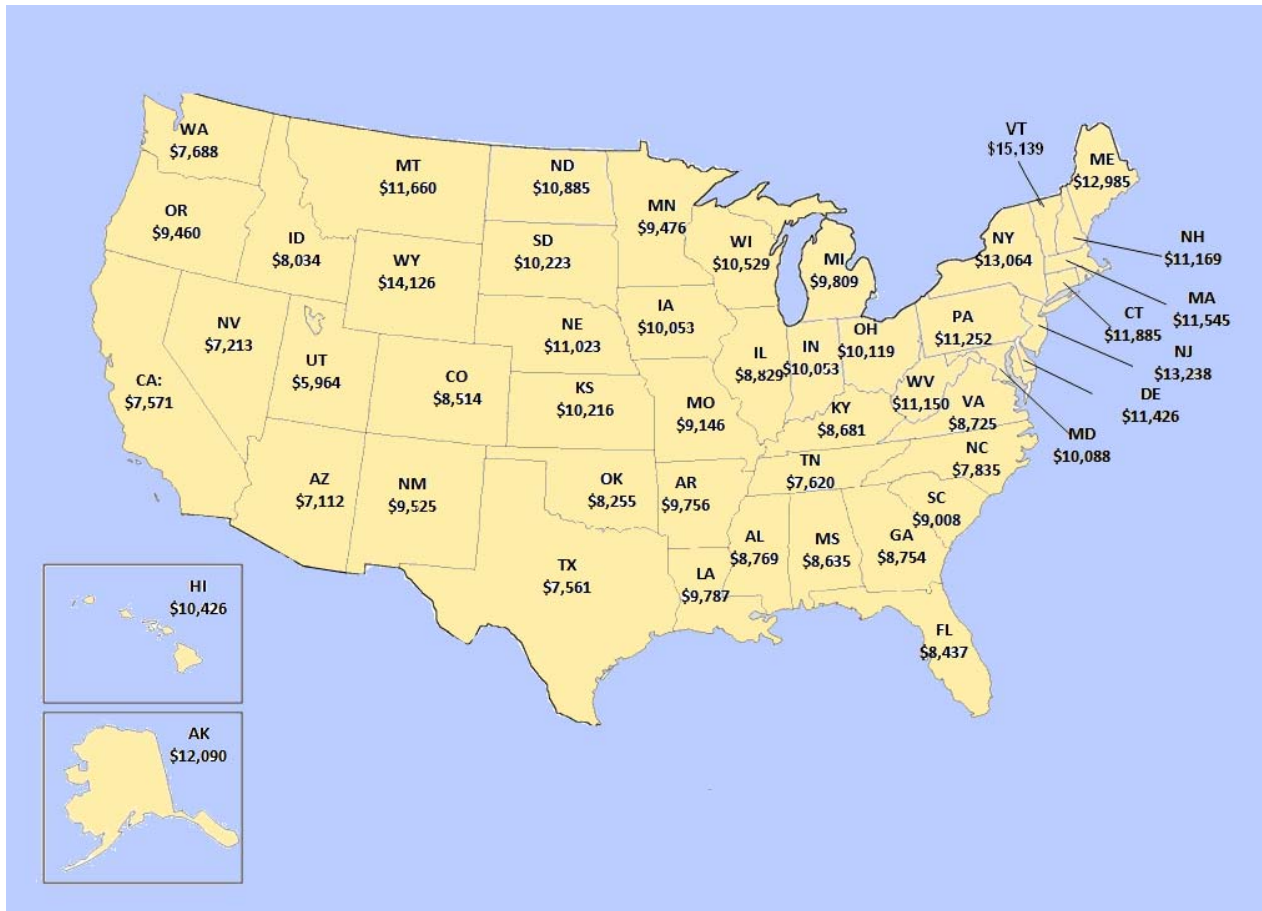 WA
$7,688
OR
$9,460
CA:
$7,571
NV
$7,213
ID
$8,034
MT
$11,660
WY
$14,126
UT
$5,964
CO
$8,514
AZ
$7,112
NM
$9,525
ND
$10,885
SD
$10,223
NE
$11,023
KS
$10,216
OK
$8,255
TX
$7,561
MN
$9,476
IA
$10,053
MO
$9,146
AR
$9,756
LA
$9,787
WI
$10,529
IL
$8,829
MI
$9,809
IN
$10,053
OH
$10,119
KY
$8,681
TN
$7,620
AL
$8,769
MS
$8,635
GA
$8,754
FL
$8,437
SC
$9,008
NC
$7,835
VA
$8,725
WV
$11,150
PA
$11,252
NY
$13,064
VT
$15,139
ME
$12,985
NH
$11,169
MA
$11,545
CT
$11,885
NJ
$13,238
DE
$11,426
MD
$10,088
HI
$10,426
AK
$12,090